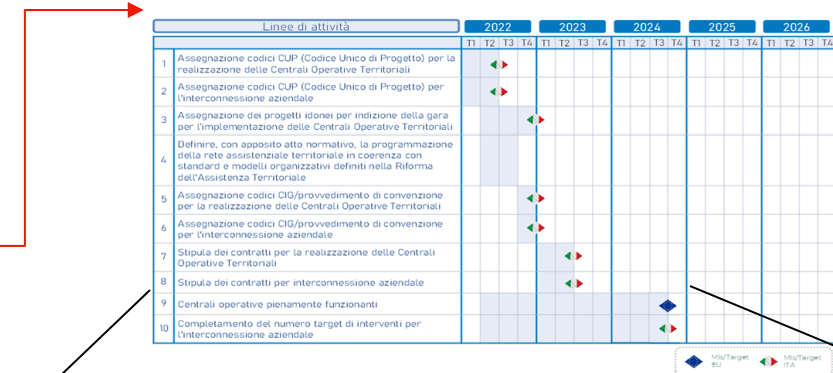 Linee di attività 2022 2023 2024 2025 2026
T1 T2 T3 T4 T1 T2 T3 T4 T1 T2 T3 T4 T1 T2 T3 T4 T1 T2 T3 T4
1 Assegnazione codici CUP (Codice Unico di Progetto) per la
realizzazione delle Centrali Operative Territoriali
2 Assegnazione codici CUP (Codice Unico di Progetto) per
l'interconnessione aziendale
3 Assegnazione dei progetti idonei per indizione della gara
per l'implementazione delle Centrali Operative Territoriali
4 Definire, con apposito atto normativo, la programmazione
della rete assistenziale territoriale in coerenza con
standard e modelli organizzativi definiti nella Riforma
dell'Assistenza Territoriale
5 Assegnazione codici CIG/provvedimento di convenzione
per la realizzazione delle Centrali Operative Territoriali
6 Assegnazione codici CIG/provvedimento di convenzione
per l'interconnessione aziendale
7 Stipula dei contratti per la realizzazione delle Centrali
Operative Territoriali
8 Stipula dei contratti per interconnessione aziendale
9 Centrali operative pienamente funzionanti
10 Completamento del numero target di interventi per
l'interconnessione aziendale
Mls/Target EU
Mls/Target ITA